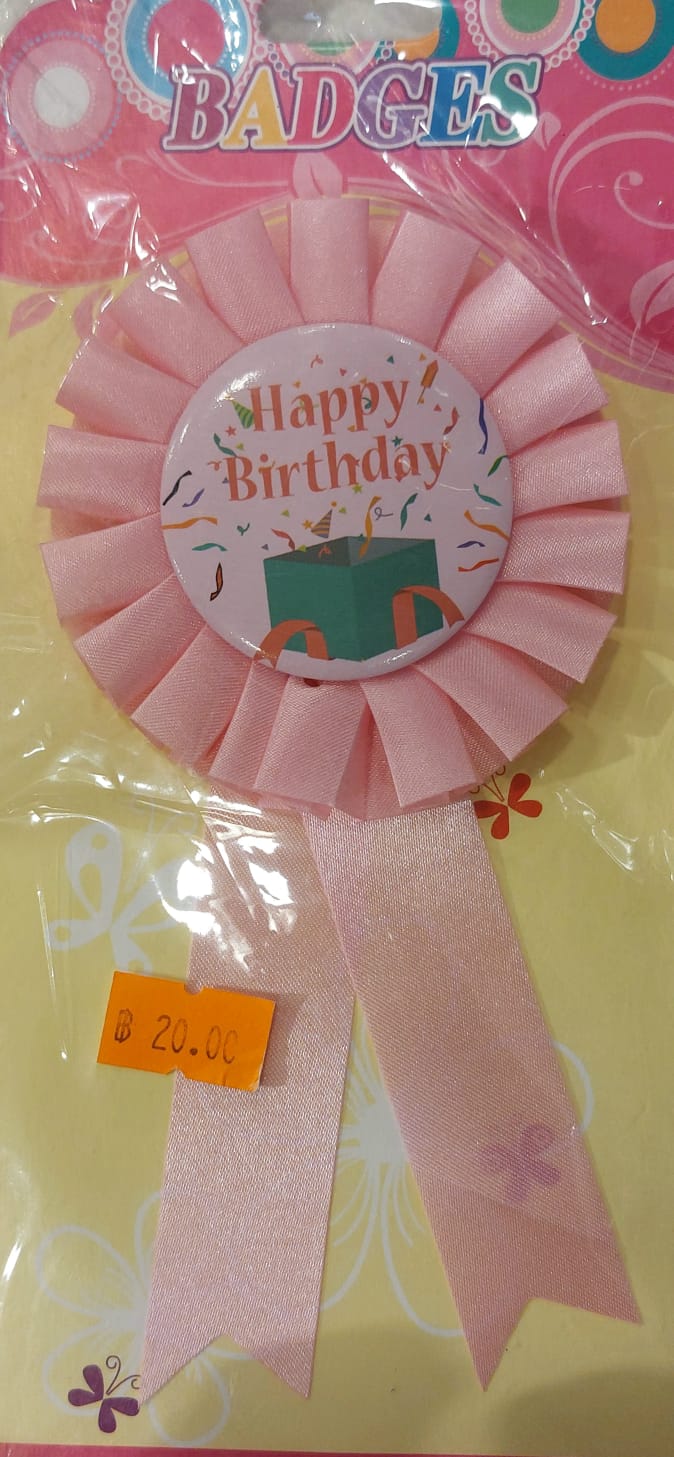 BADGES
Happy
Birthday
฿ 20.00